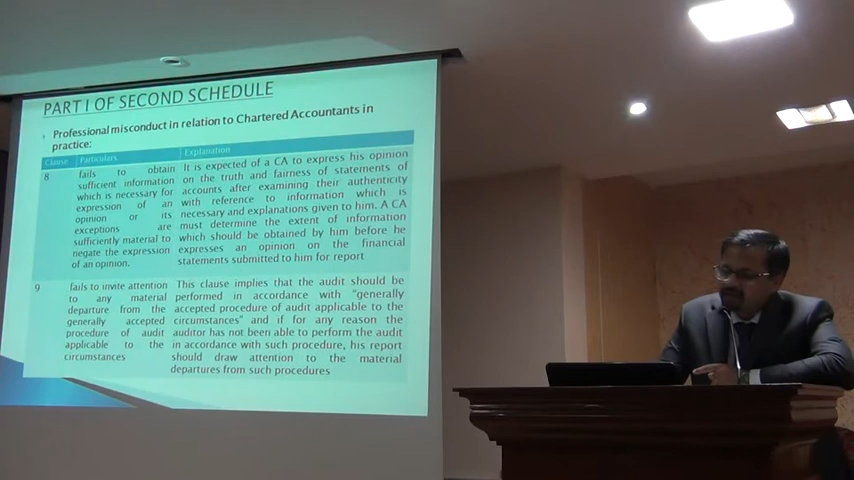 PART I OF SECOND SCHEDULE
Professional misconduct in relation to Chartered Accountants in
practice:
Clause Particulars Explanation
8
fails to obtain
sufficient information
which is necessary for
expression of an
opinion or its
exceptions are
sufficiently material to
negate the expression
of an opinion.
It is expected of a CA to express his opinion
on the truth and fairness of statements of
accounts after examining their authenticity
with reference to information which is
necessary and explanations given to him. A CA
must determine the extent of information
which should be obtained by him before he
expresses an opinion on the financial
statements submitted to him for report
9
fails to invite attention
to any material
departure from the
generally accepted
procedure of audit
applicable to the
circumstances
This clause implies that the audit should be
performed in accordance with "generally
accepted procedure of audit applicable to the
circumstances" and if for any reason the
auditor has not been able to perform the audit
in accordance with such procedure, his report
should draw attention to the material
departures from such procedures